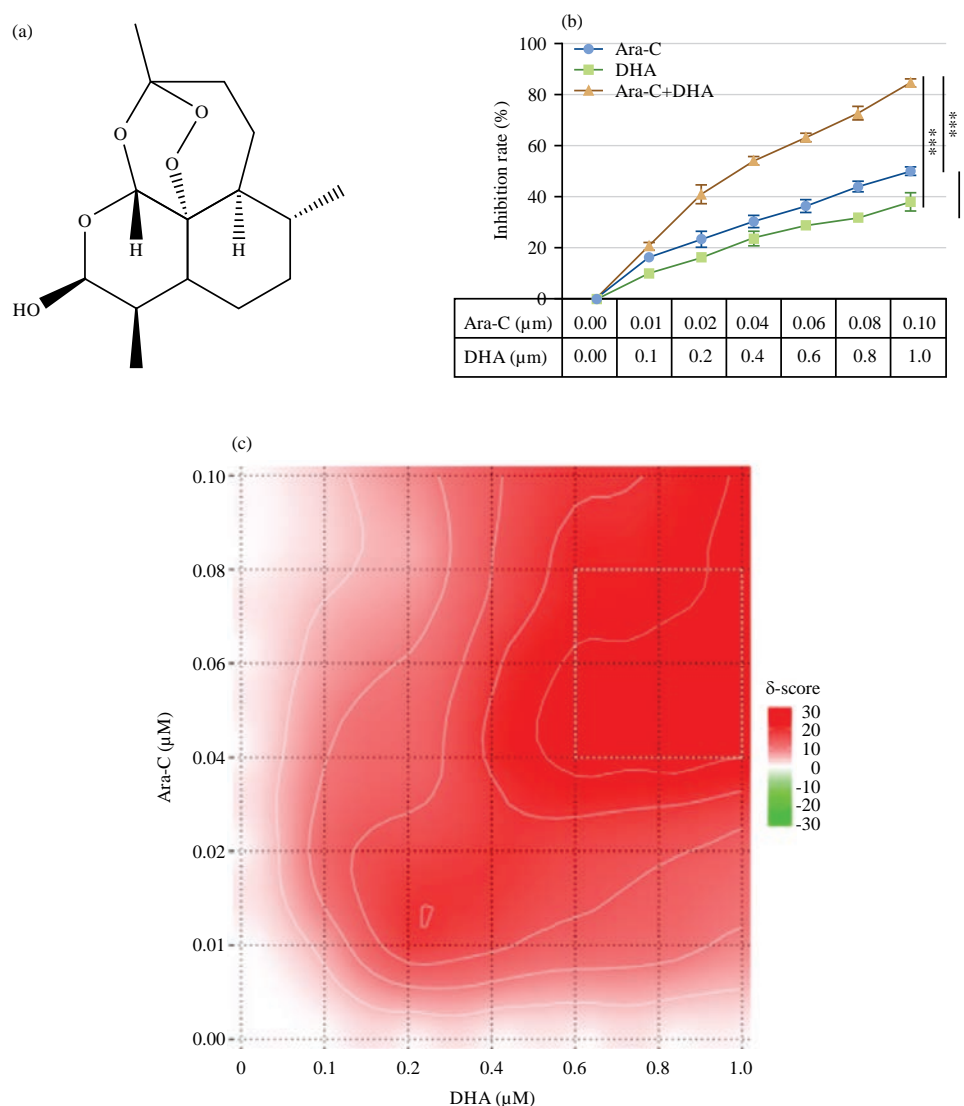 (a)
O
O
O
O
H
H
HO
(b)
Ara-C
DHA
Ara-C+DHA
Inhibition rate (%)
100
80
60
40
20
0
***
***
Ara-C (µm) 0.00 0.01 0.02 0.04 0.06 0.08 0.10
DHA (µm) 0.00 0.1 0.2 0.4 0.6 0.8 1.0
(c)
Ara-C (µM)
0.10
0.08
0.06
0.04
0.02
0.01
0.00
0 0.1 0.2 0.4 0.6 0.8 1.0
DHA (µM)
δ-score
30
20
10
0
-10
-20
-30